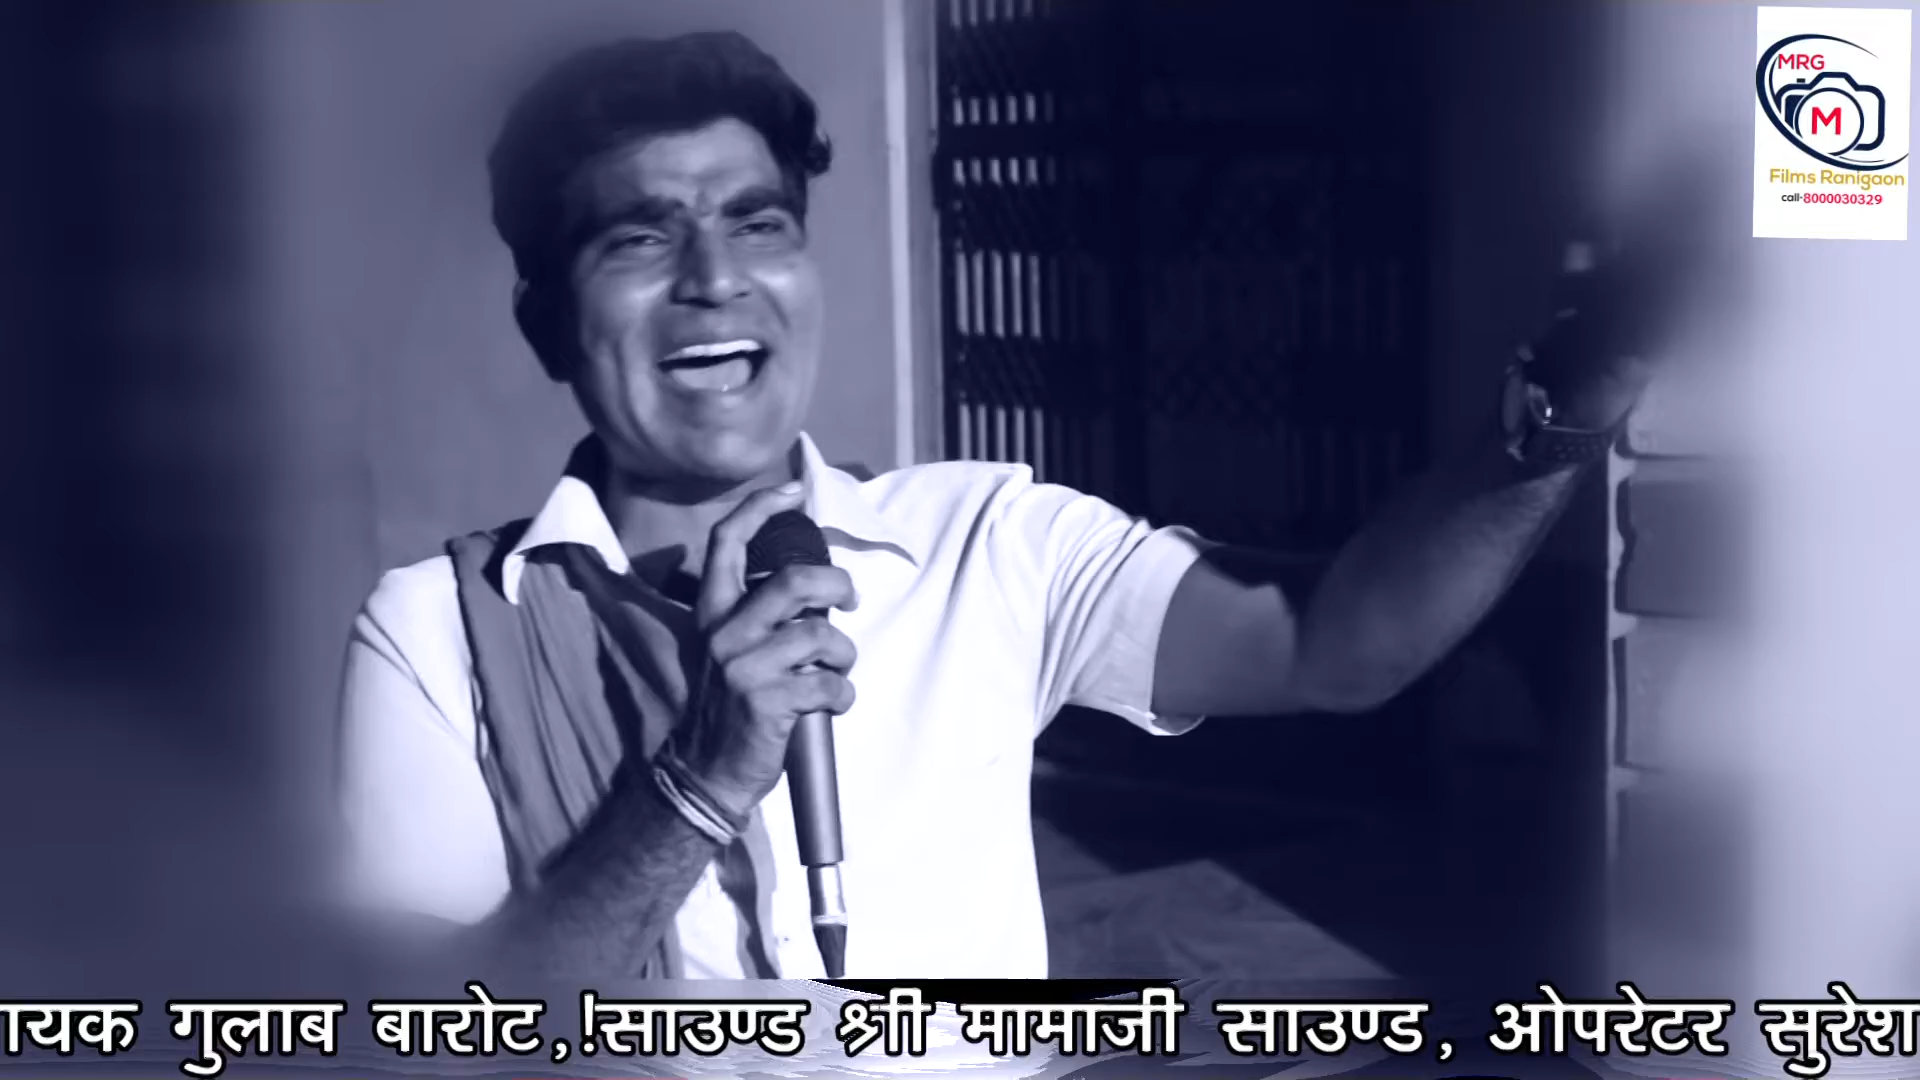 MRG
M
Films Ranigaon
call-8000030329
ायक गुलाब बारोट,!साउण्ड श्री मामाजी साउण्ड, ओपरेटर सुरेश